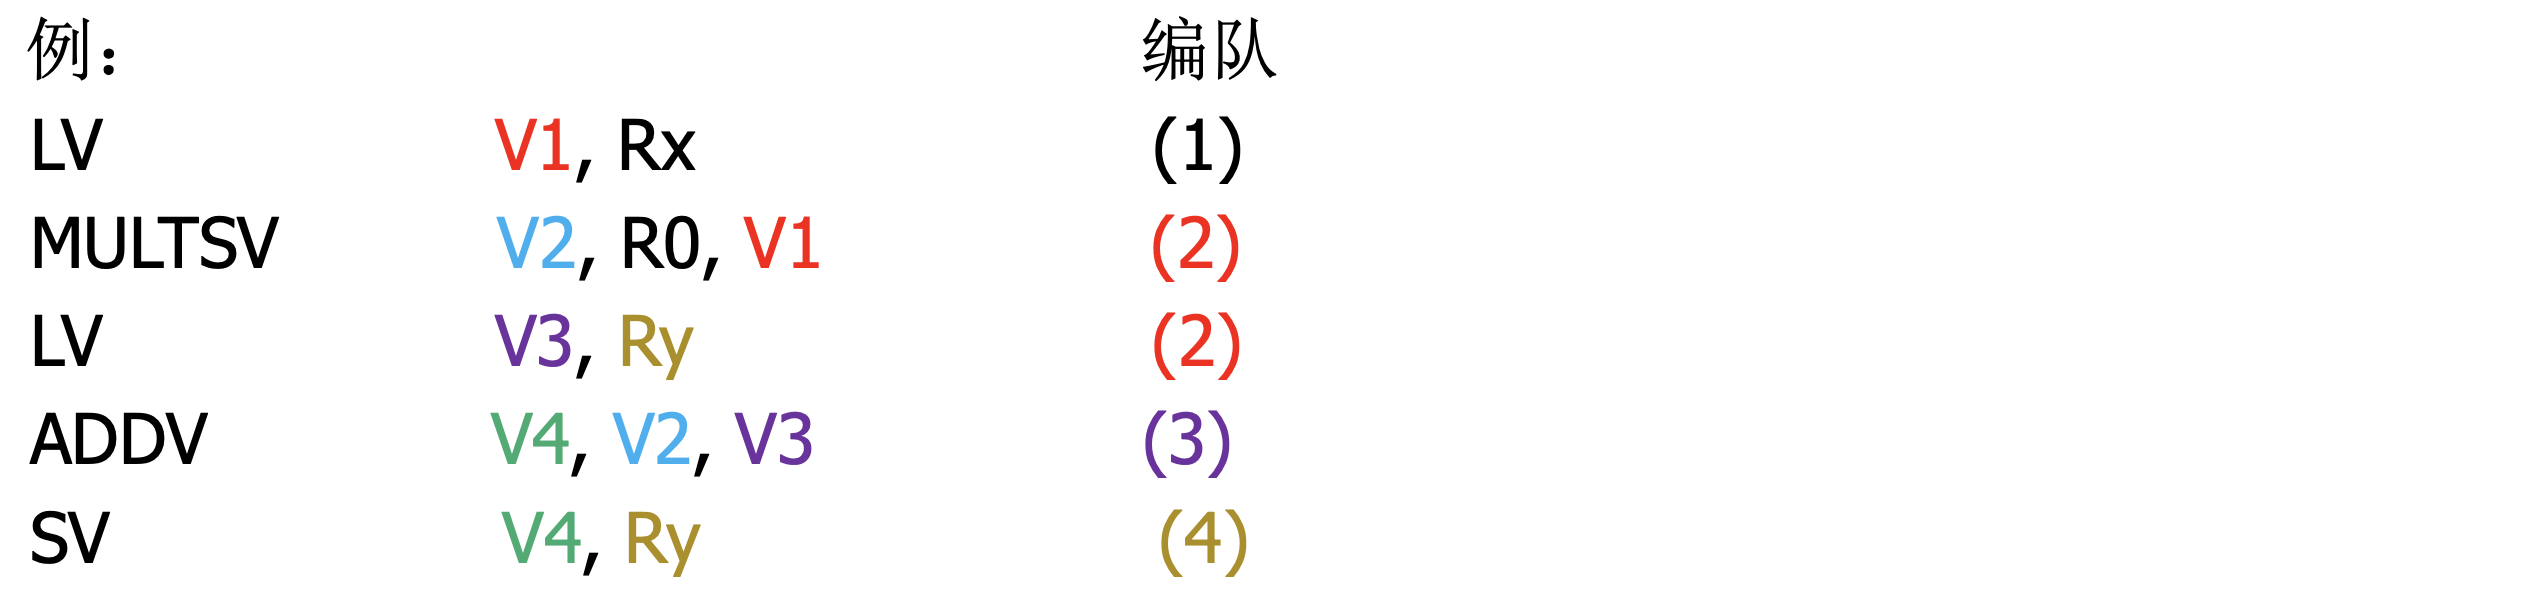 例： 编队
LV V1, Rx (1)
MULTSV V2, R0, V1 (2)
LV V3, Ry (2)
ADDV V4, V2, V3 (3)
SV V4, Ry (4)